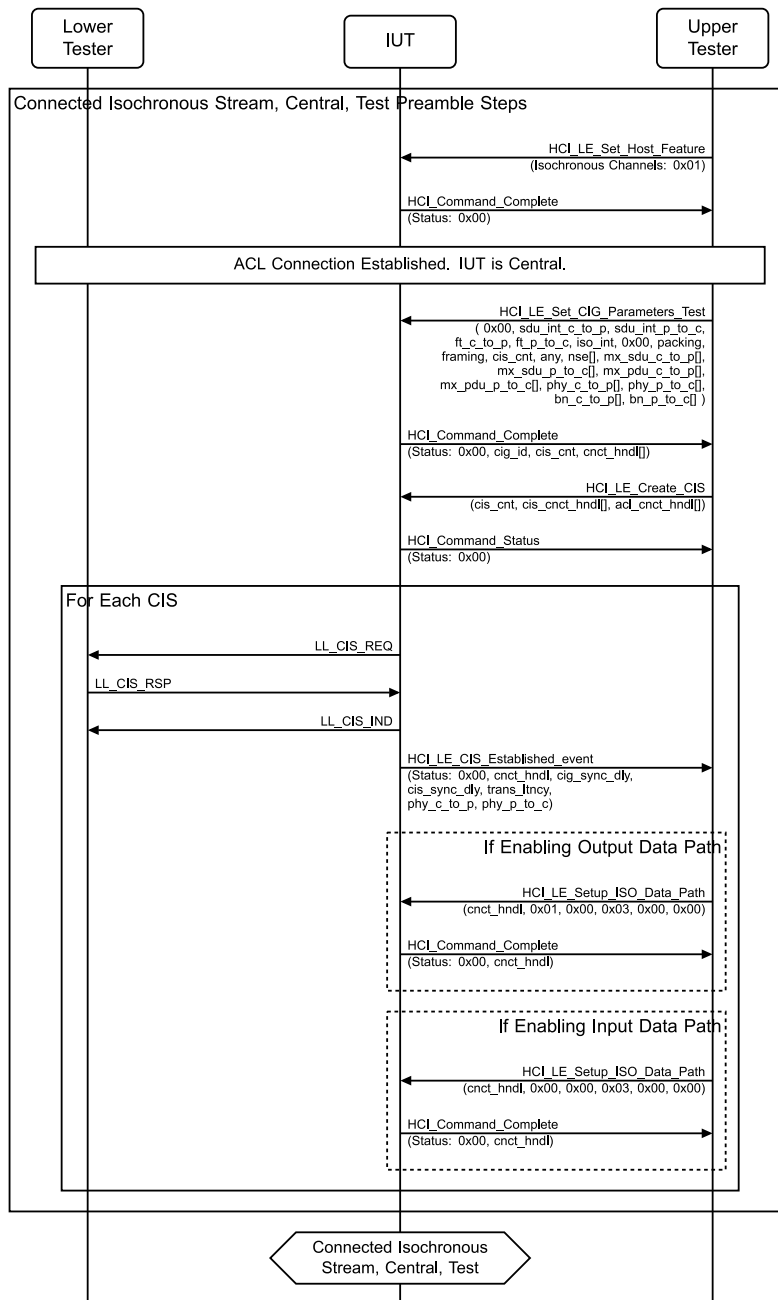 Lower
Tester
IUT
Upper
Tester
Connected Isochronous Stream, Central, Test Preamble Steps
HCI_LE_Set_Host_Feature
(Isochronous Channels: 0x01)
HCI_Command_Complete
(Status: 0x00)
ACL Connection Established. IUT is Central.
HCI_LE_Set_CIG_Parameters_Test
( 0x00, sdu_int_c_to_p, sdu_int_p_to_c,
ft_c_to_p, ft_p_to_c, iso_int, 0x00, packing,
framing, cis_cnt, any, nse[], mx_sdu_c_to_p[],
mx_sdu_p_to_c[], mx_pdu_c_to_p[],
mx_pdu_p_to_c[], phy_c_to_p[], phy_p_to_c[],
bn_c_to_p[], bn_p_to_c[] )
HCI_Command_Complete
(Status: 0x00, cig_id, cis_cnt, cnct_hndl[])
HCI_LE_Create_CIS
(cis_cnt, cis_cnct_hndl[], acl_cnct_hndl[])
HCI_Command_Status
(Status: 0x00)
For Each CIS
LL_CIS_REQ
LL_CIS_RSP
LL_CIS_IND
HCI_LE_CIS_Established_event
(Status: 0x00, cnct_hndl, cig_sync_dly,
cis_sync_dly, trans_ltncy,
phy_c_to_p, phy_p_to_c)
If Enabling Output Data Path
HCI_LE_Setup_ISO_Data_Path
(cnct_hndl, 0x01, 0x00, 0x03, 0x00, 0x00)
HCI_Command_Complete
(Status: 0x00, cnct_hndl)
If Enabling Input Data Path
HCI_LE_Setup_ISO_Data_Path
(cnct_hndl, 0x00, 0x00, 0x03, 0x00, 0x00)
HCI_Command_Complete
(Status: 0x00, cnct_hndl)
Connected Isochronous
Stream, Central, Test